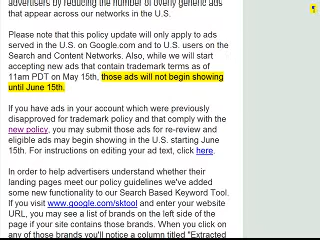 advertisers by reducing the number of overly generic ads
that appear across our networks in the U.S.
Please note that this policy update will only apply to ads
served in the U.S. on Google.com and to U.S. users on the
Search and Content Networks. Also, while we will start
accepting new ads that contain trademark terms as of
11am PDT on May 15th, those ads will not begin showing
until June 15th.
If you have ads in your account which were previously
disapproved for trademark policy and that comply with the
new policy, you may submit those ads for re-review and
eligible ads may begin showing in the U.S. starting June
15th. For instructions on editing your ad text, click here.
In order to help advertisers understand whether their
landing pages meet our policy guidelines we've added
some new functionality to our Search Based Keyword Tool.
If you visit www.google.com/sktool and enter your website
URL, you may see a list of brands on the left side of the
page if your site contains those brands. When you click on
any of those brands you'll notice a column titled "Extracted